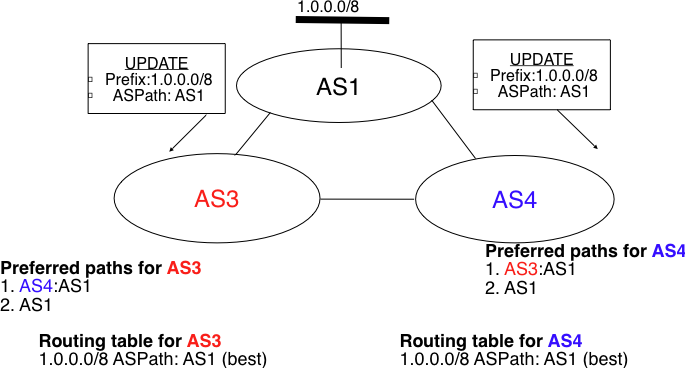 1.0.0.0/8
UPDATE
Prefix:1.0.0.0/8
ASPath: AS1
UPDATE
Prefix:1.0.0.0/8
ASPath: AS1
AS1
AS3
AS4
Preferred paths for AS3
1. AS4:AS1
2. AS1
Preferred paths for AS4
1. AS3:AS1
2. AS1
Routing table for AS3
1.0.0.0/8 ASPath: AS1 (best)
Routing table for AS4
1.0.0.0/8 ASPath: AS1 (best)